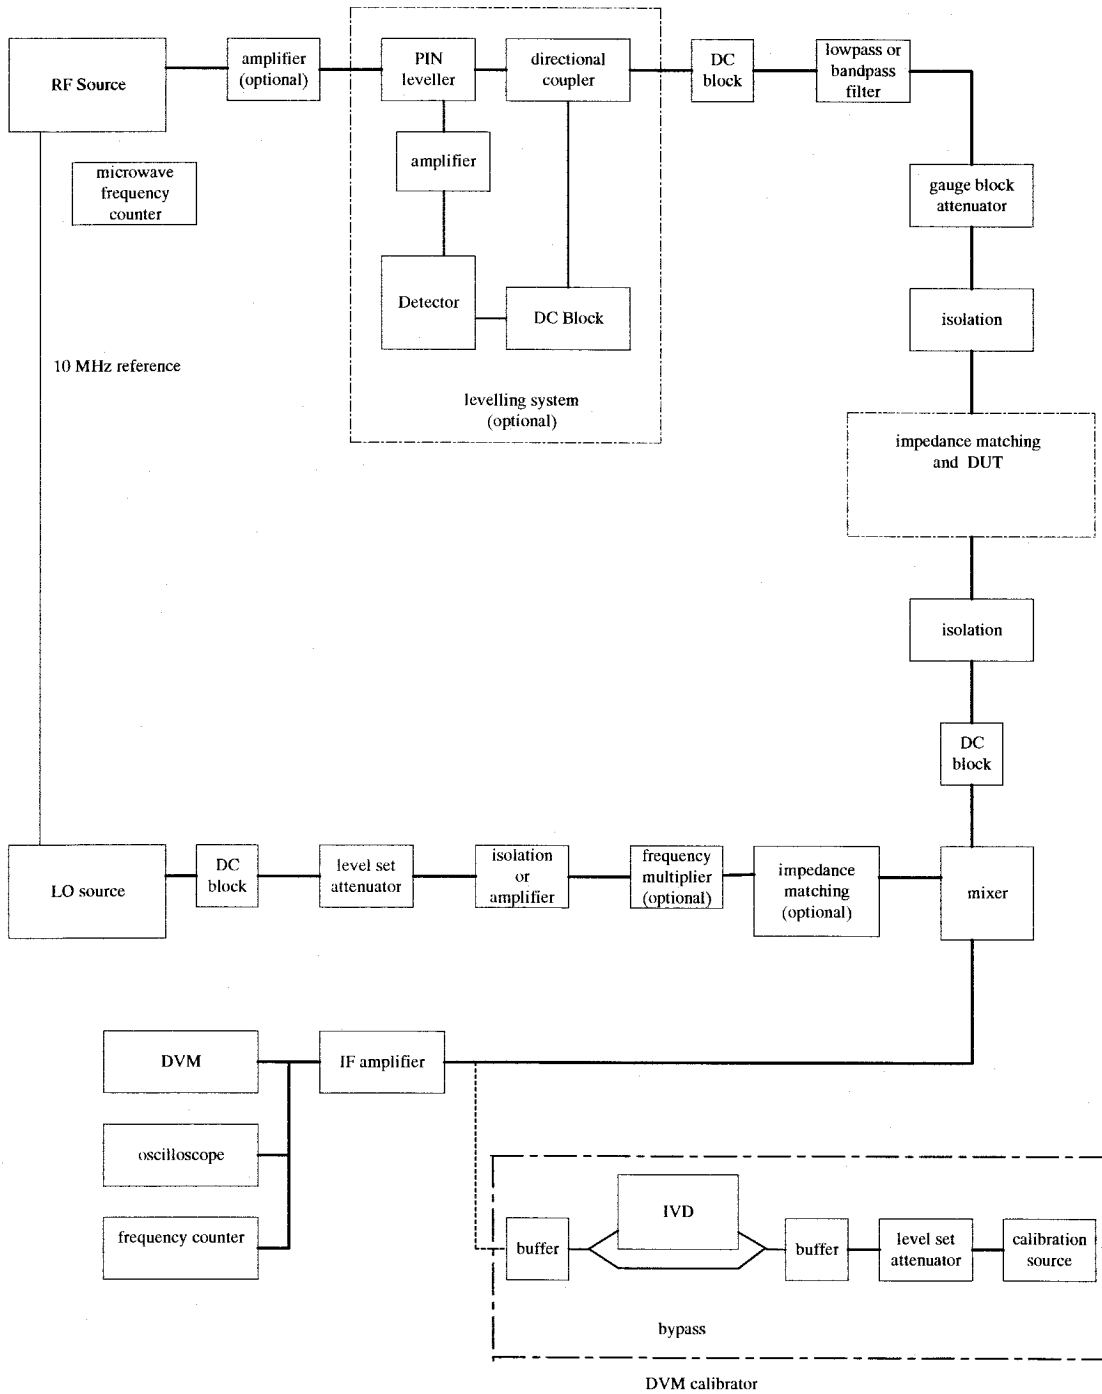 RF Source
amplifier
(optional)
PIN
leveller
directional
coupler
DC
block
lowpass or
bandpass
filter
microwave
frequency
counter
amplifier
gauge block
attenuator
Detector
DC Block
isolation
10 MHz reference
levelling system
(optional)
impedance matching
and DUT
isolation
DC
block
LO source
DC
block
level set
attenuator
isolation
or
amplifier
frequency
multiplier
(optional)
impedance
matching
(optional)
mixer
DVM
IF amplifier
oscilloscope
frequency counter
buffer
IVD
buffer
level set
attenuator
calibration
source
bypass
DVM calibrator